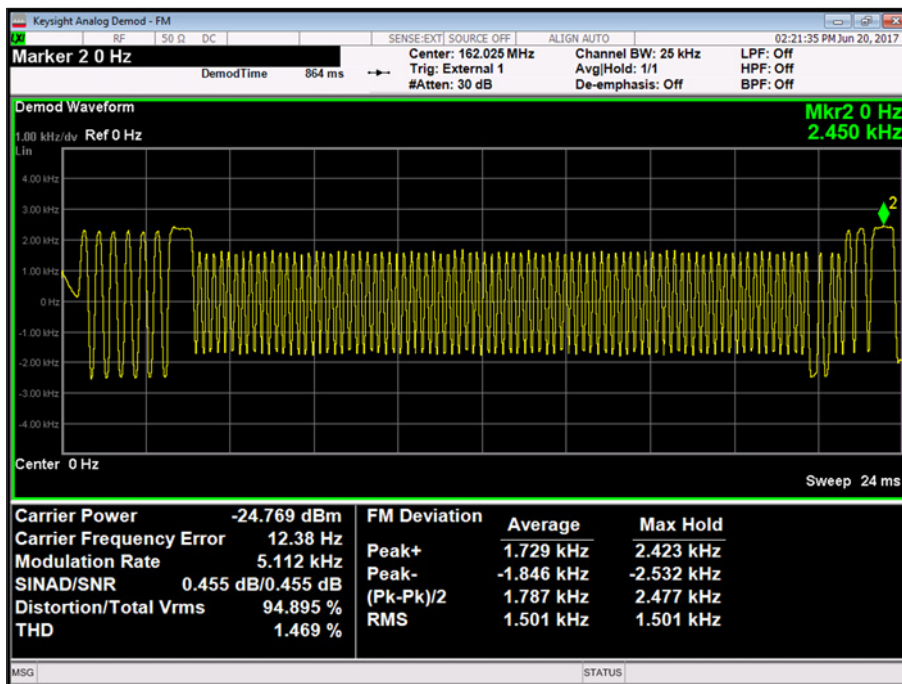 Keysight Analog Demod - FM
LXI RF 50 Ω DC SENSE:EXT SOURCE OFF ALIGN AUTO 02:21:35 PM Jun 20, 2017
Marker 2 0 Hz Center: 162.025 MHz Channel BW: 25 kHz LPF: Off
DemodTime 864 ms Trig: External 1 Avg|Hold: 1/1 HPF: Off
#Atten: 30 dB De-emphasis: Off BPF: Off
Demod Waveform Mkr2 0 Hz
1.00 kHz/dv Ref 0 Hz 2.450 kHz
Lin
4.00 kHz
3.00 kHz
2
2.00 kHz
1.00 kHz
0 Hz
-1.00 kHz
-2.00 kHz
-3.00 kHz
-4.00 kHz
Center 0 Hz
Sweep 24 ms
Carrier Power -24.769 dBm
Carrier Frequency Error 12.38 Hz
Modulation Rate 5.112 kHz
SINAD/SNR 0.455 dB/0.455 dB
Distortion/Total Vrms 94.895 %
THD 1.469 %
FM Deviation Average Max Hold
Peak+ 1.729 kHz 2.423 kHz
Peak- -1.846 kHz -2.532 kHz
(Pk-Pk)/2 1.787 kHz 2.477 kHz
RMS 1.501 kHz 1.501 kHz
MSG STATUS